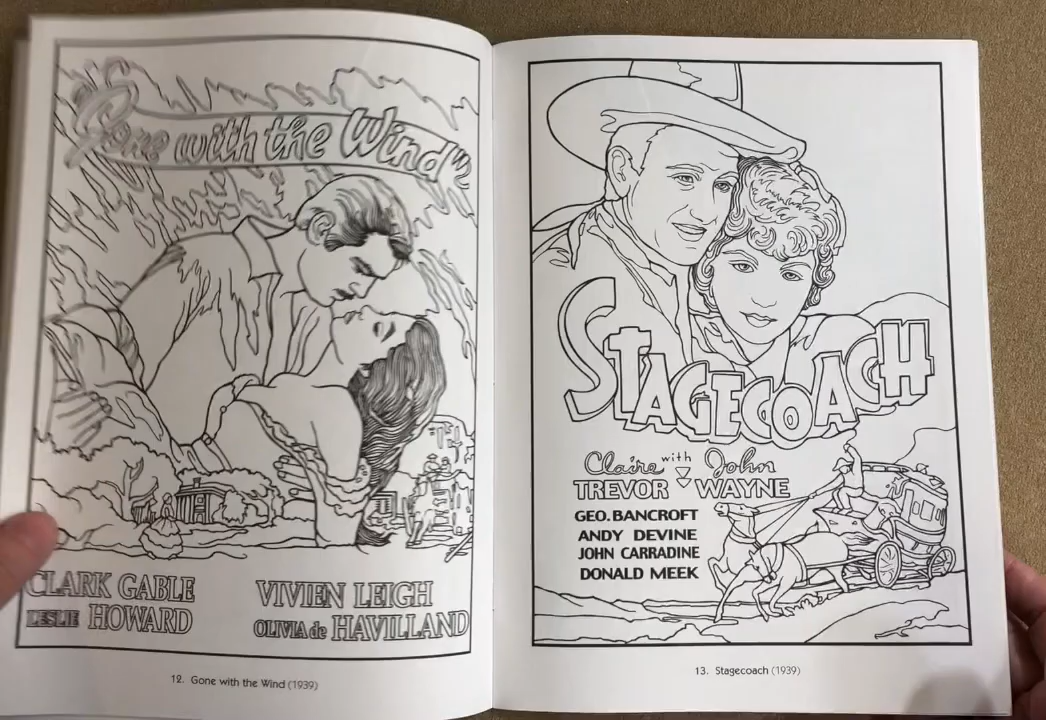 Gone with the Wind
CLARK GABLE
VIVIEN LEIGH
LESLIE HOWARD
OLIVIA de HAVILLAND
12. Gone with the Wind (1939)
STAGECOACH
with
Claire TREVOR
John WAYNE
GEO. BANCROFT
ANDY DEVINE
JOHN CARRADINE
DONALD MEEK
13. Stagecoach (1939)